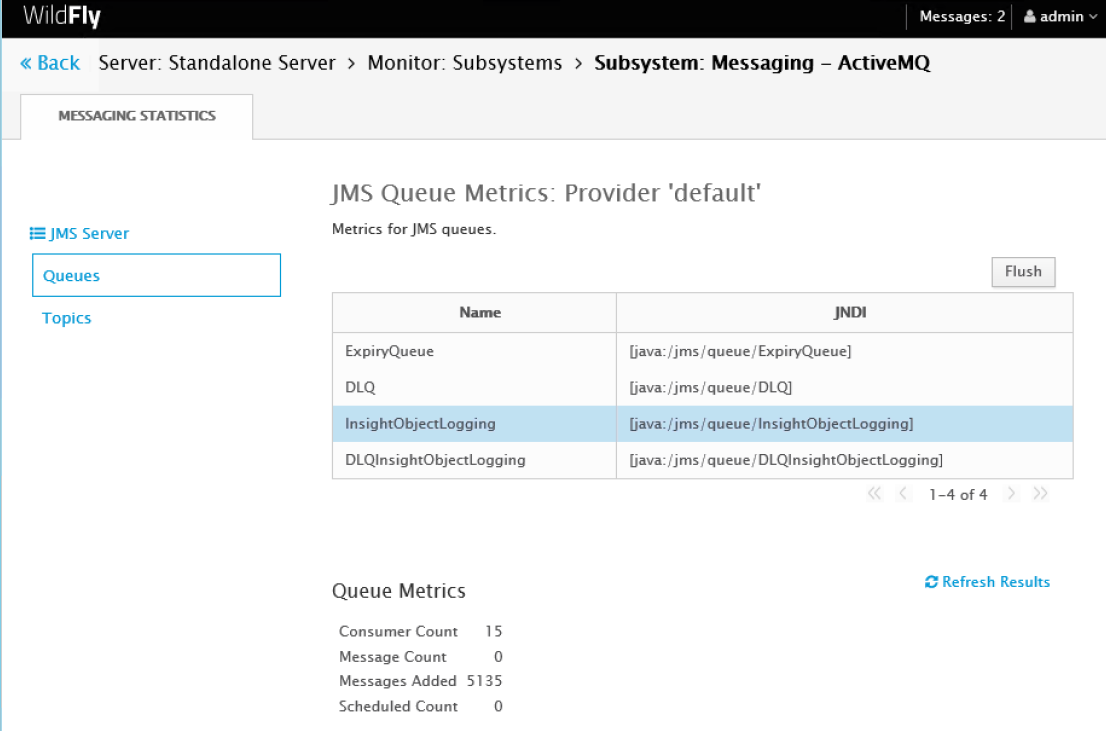 WildFly
Messages: 2 admin
« Back Server: Standalone Server > Monitor: Subsystems > Subsystem: Messaging – ActiveMQ
MESSAGING STATISTICS
JMS Server
Queues
Topics
JMS Queue Metrics: Provider 'default'
Metrics for JMS queues.
Flush
Name JNDI
ExpiryQueue [java:/jms/queue/ExpiryQueue]
DLQ [java:/jms/queue/DLQ]
InsightObjectLogging [java:/jms/queue/InsightObjectLogging]
DLQInsightObjectLogging [java:/jms/queue/DLQInsightObjectLogging]
1–4 of 4
Queue Metrics
Refresh Results
Consumer Count 15
Message Count 0
Messages Added 5135
Scheduled Count 0